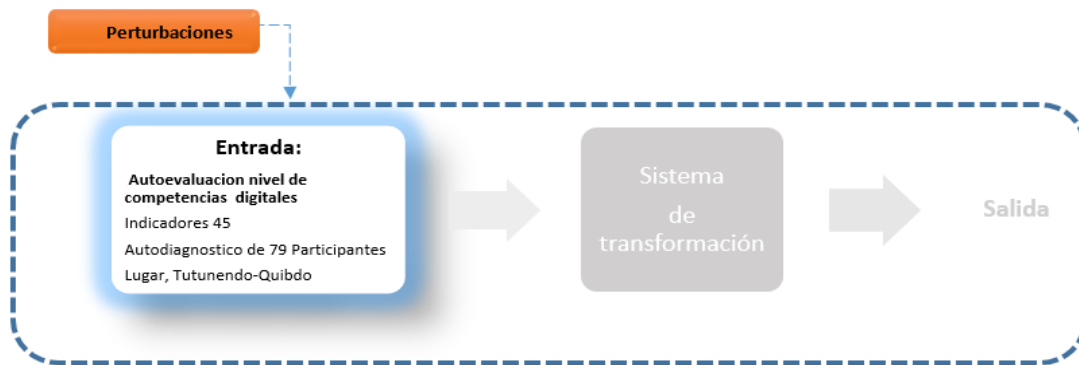 Perturbaciones
Entrada:
Autoevaluacion nivel de
competencias digitales
Indicadores 45
Autodiagnostico de 79 Participantes
Lugar, Tutunendo-Quibdo
Sistema
de
transformación
Salida